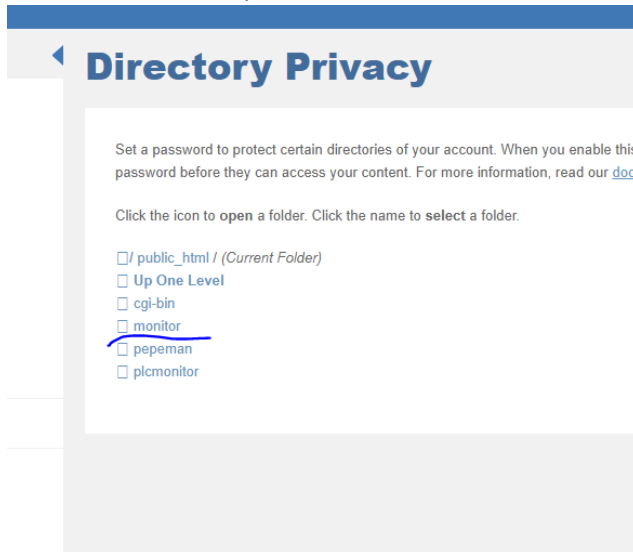 Directory Privacy
Set a password to protect certain directories of your account. When you enable this
password before they can access your content. For more information, read our doc
Click the icon to open a folder. Click the name to select a folder.
/ public_html / (Current Folder)
Up One Level
cgi-bin
monitor
pepeman
plcmonitor